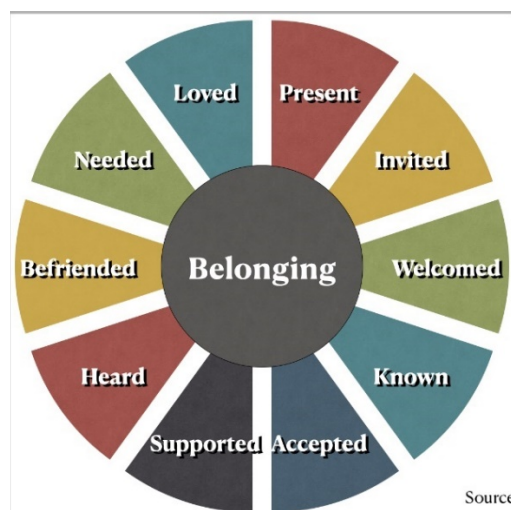 Loved
Present
Needed
Invited
Befriended
Belonging
Welcomed
Heard
Known
Supported
Accepted
Source